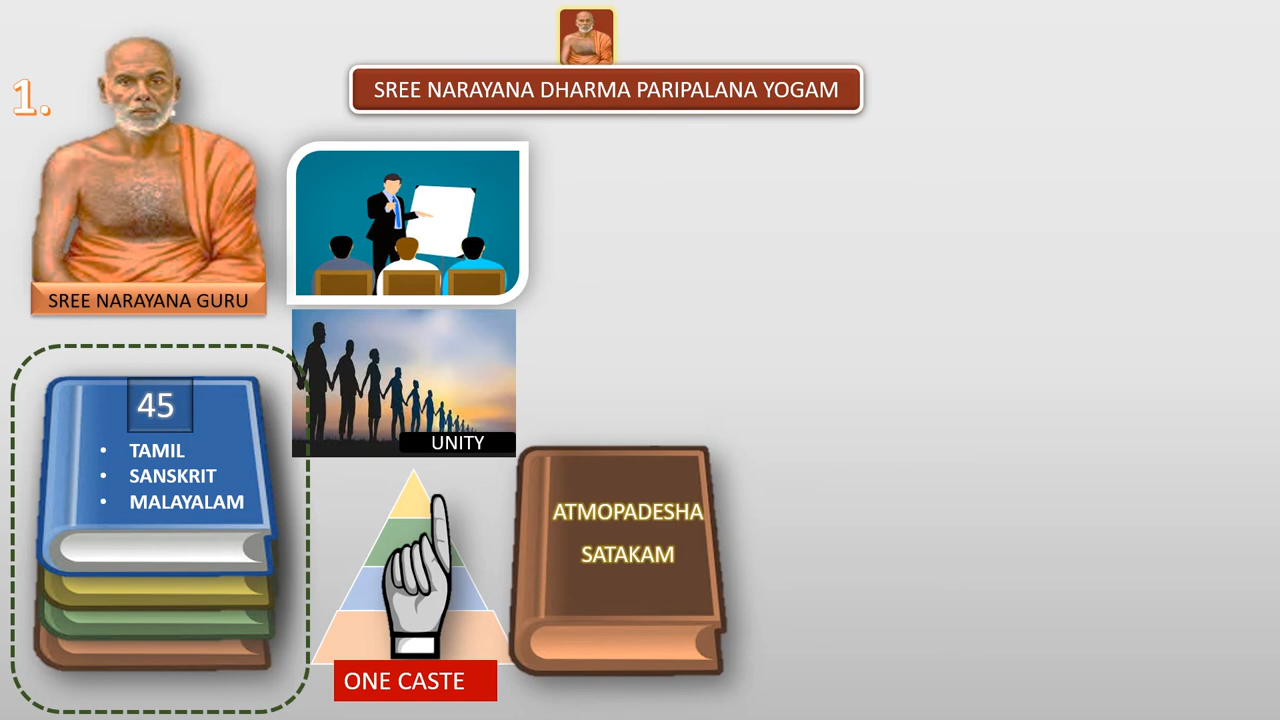 SREE NARAYANA DHARMA PARIPALANA YOGAM
1.
SREE NARAYANA GURU
45
• TAMIL
• SANSKRIT
• MALAYALAM
UNITY
ONE CASTE
ATMOPADESHA
SATAKAM